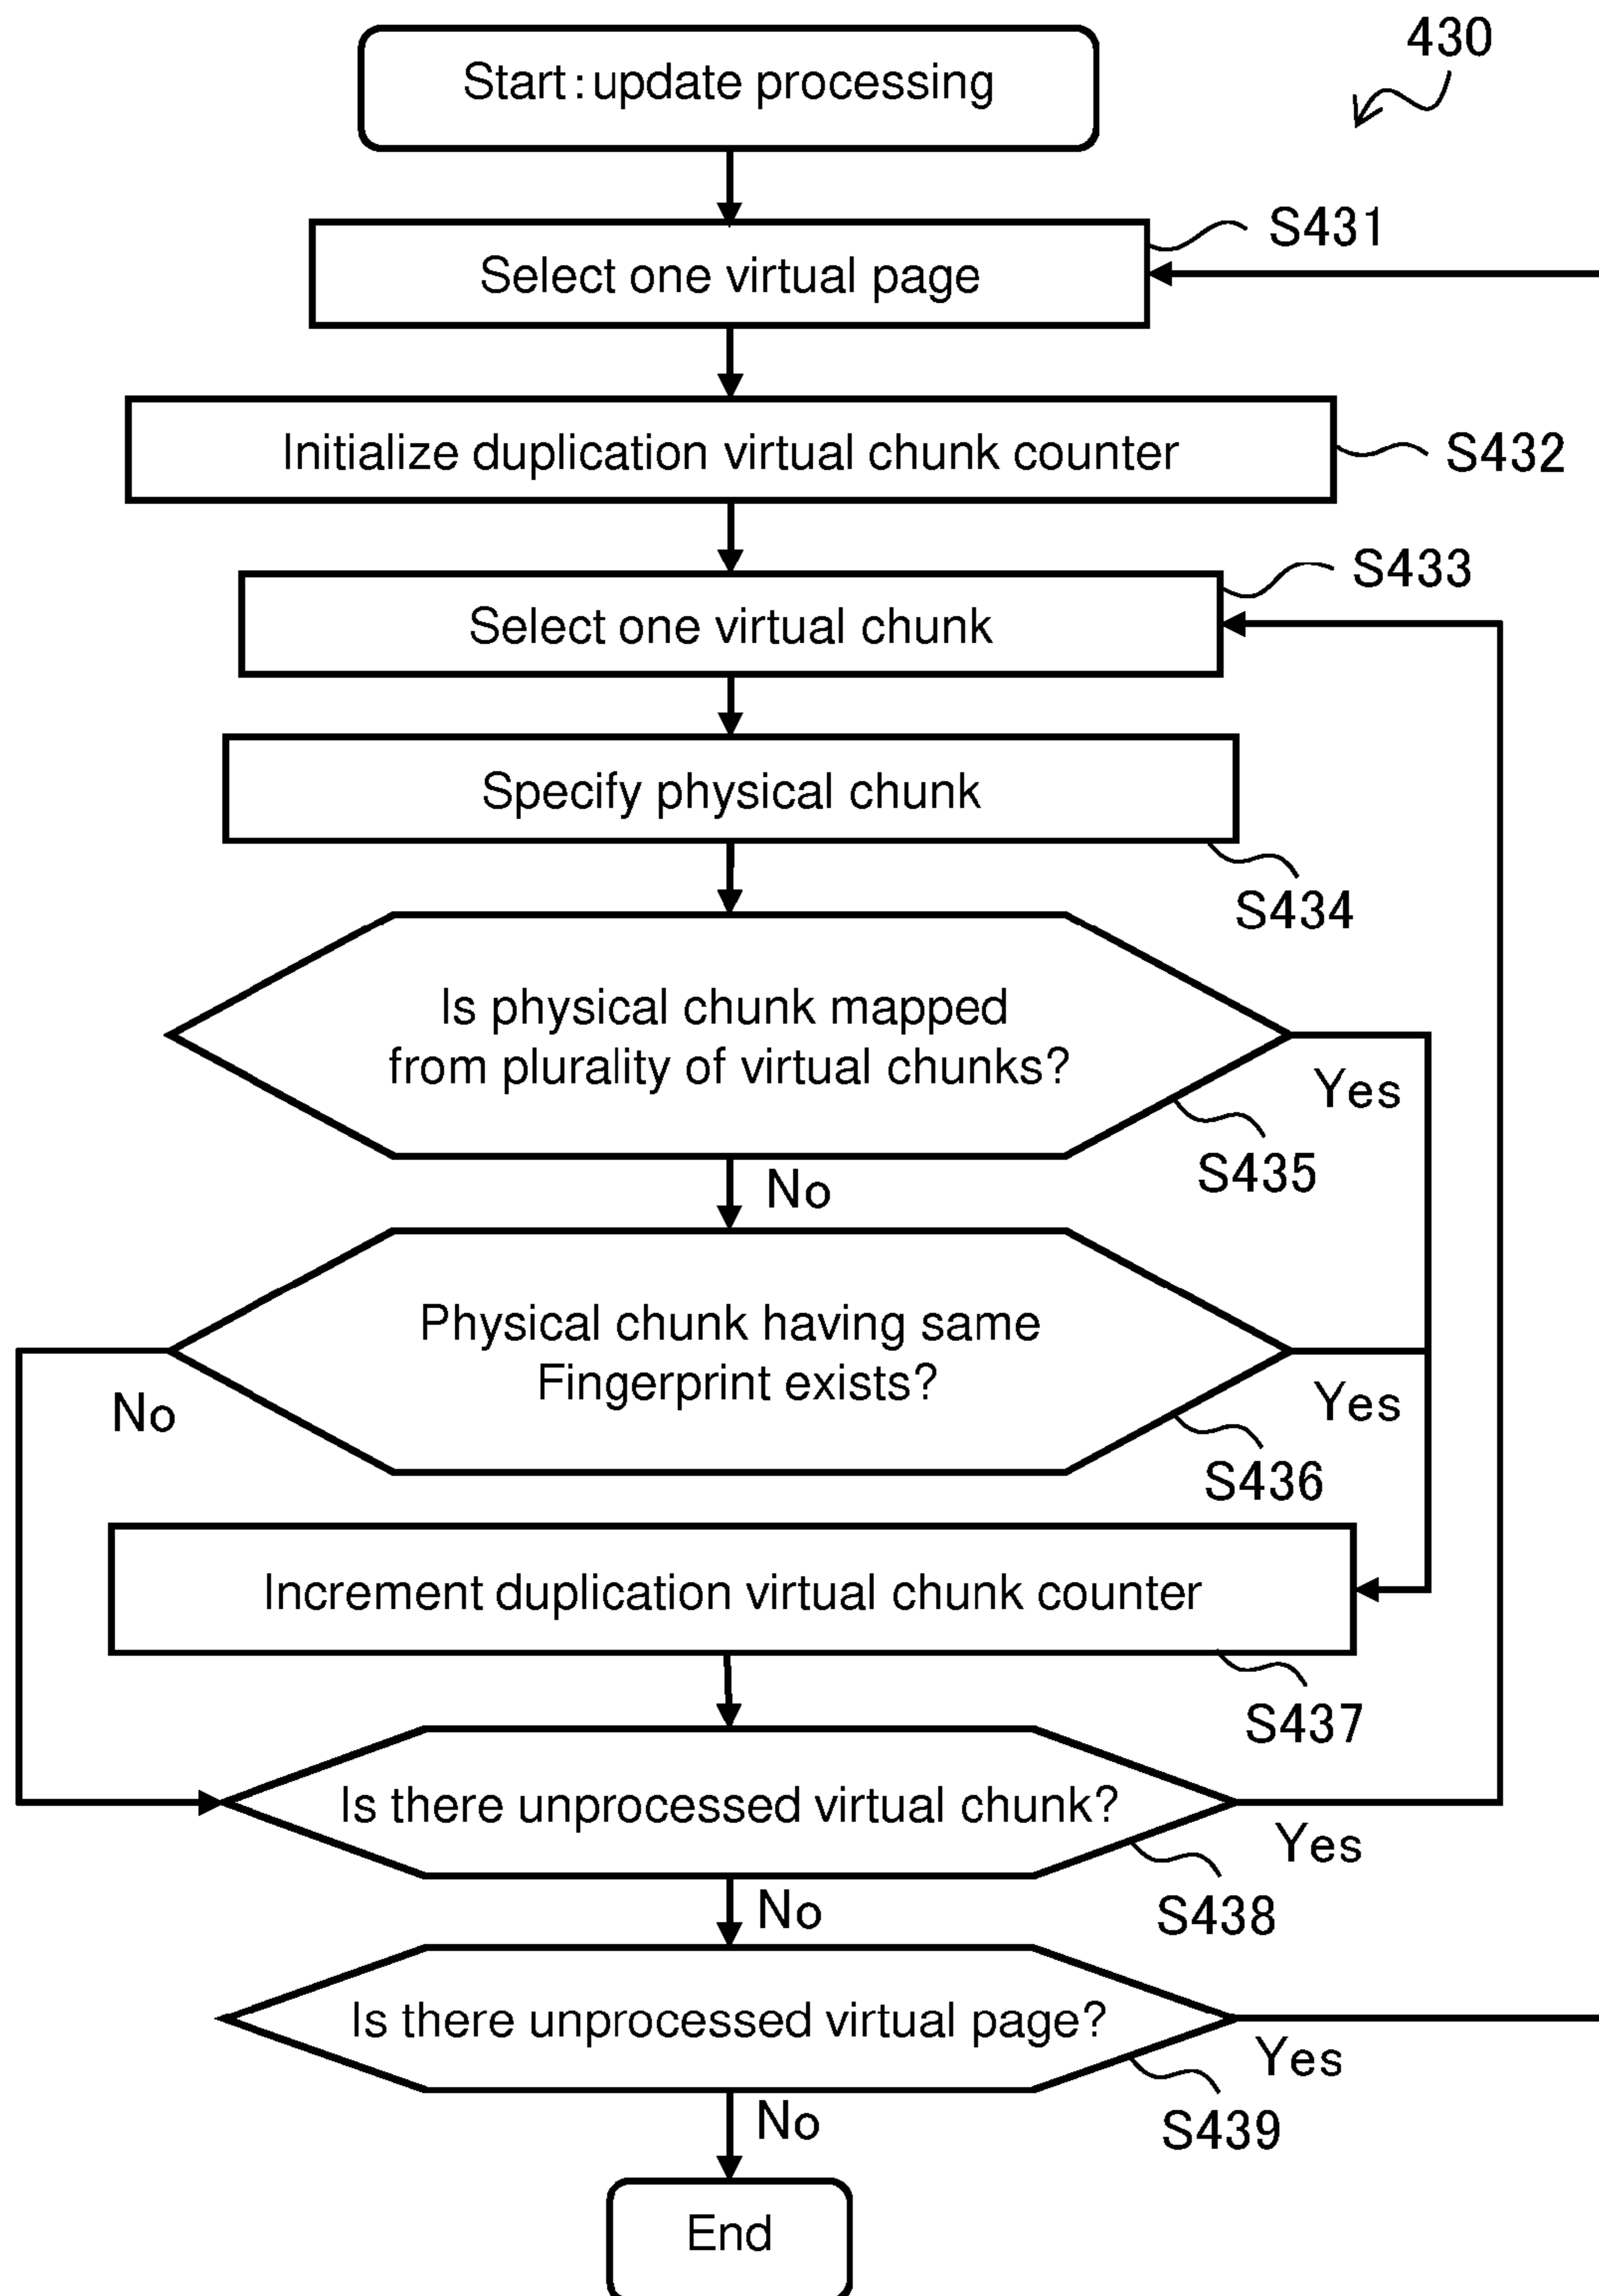 430
Start:update processing
S431
Select one virtual page
Initialize duplication virtual chunk counter
S432
S433
Select one virtual chunk
Specify physical chunk
S434
Is physical chunk mapped
from plurality of virtual chunks?
Yes
S435
No
Physical chunk having same
Fingerprint exists?
No
Yes
S436
Increment duplication virtual chunk counter
S437
Is there unprocessed virtual chunk?
Yes
S438
No
Is there unprocessed virtual page?
Yes
S439
No
End